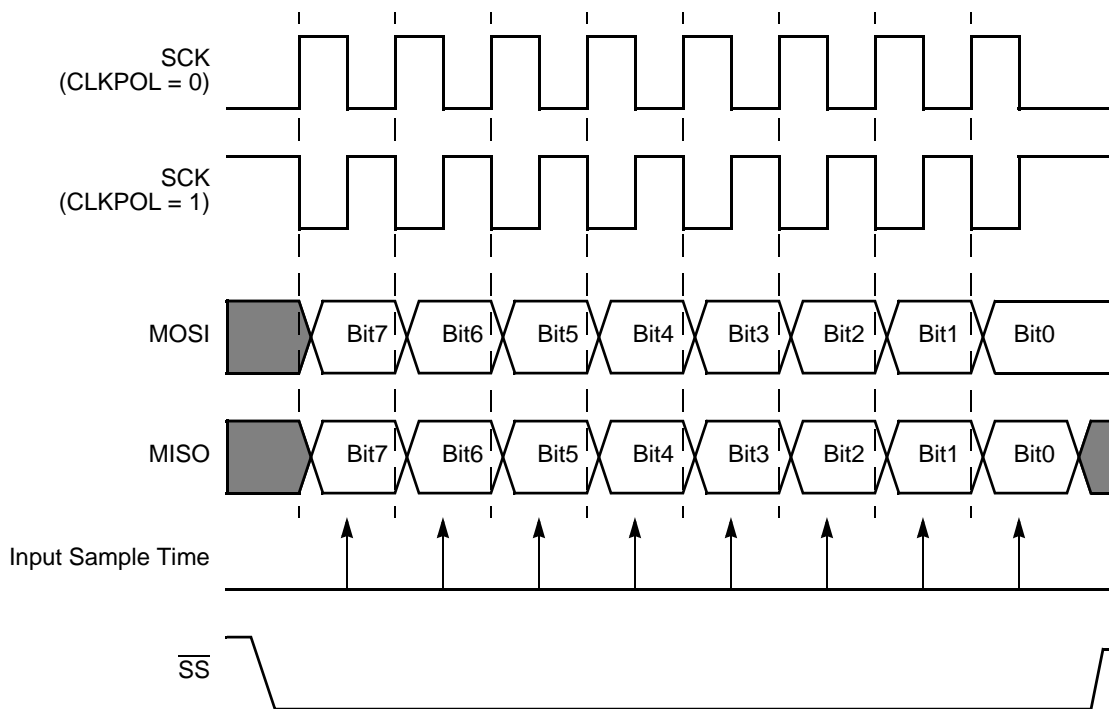 SCK
(CLKPOL = 0)
SCK
(CLKPOL = 1)
MOSI
Bit7 Bit6 Bit5 Bit4 Bit3 Bit2 Bit1 Bit0
MISO
Bit7 Bit6 Bit5 Bit4 Bit3 Bit2 Bit1 Bit0
Input Sample Time
SS